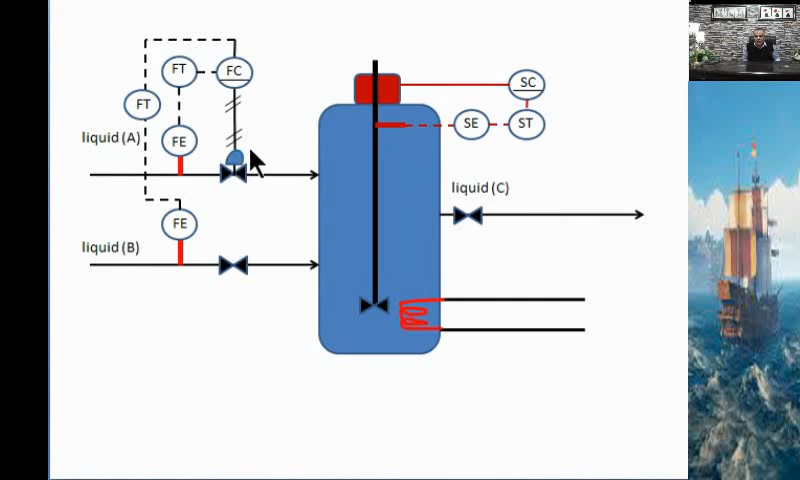 FT
FC
SC
FT
SE
ST
liquid (A)
FE
liquid (C)
FE
liquid (B)